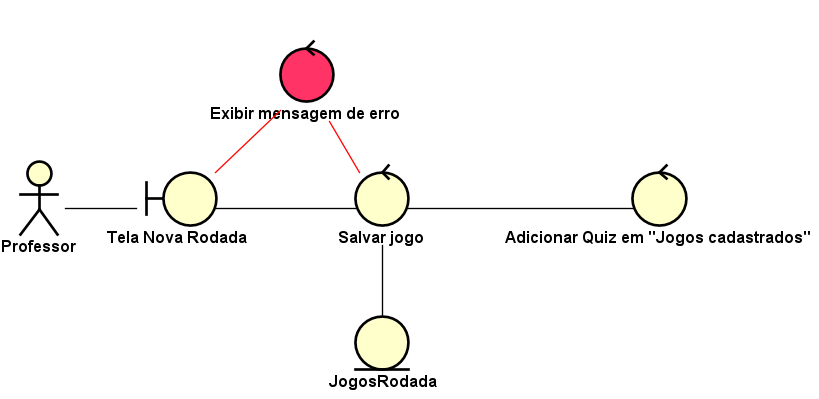 Exibir mensagem de erro
Professor
Tela Nova Rodada
Salvar jogo
Adicionar Quiz em "Jogos cadastrados"
JogosRodada